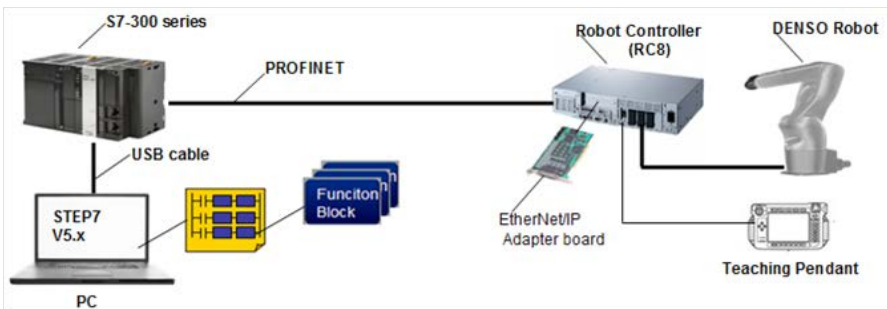 S7-300 series
Robot Controller
(RC8)
DENSO Robot
PROFINET
USB cable
STEP7
V5.x
Funciton
Block
EtherNet/IP
Adapter board
Teaching Pendant
PC